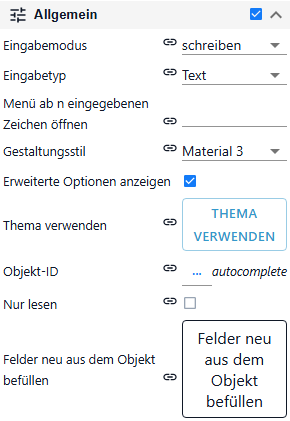 Allgemein
Eingabemodus schreiben
Eingabetyp Text
Menü ab n eingegebenen
Zeichen öffnen
Gestaltungsstil Material 3
Erweiterte Optionen anzeigen
Thema verwenden THEMA
VERWENDEN
Objekt-ID ... autocomplete
Nur lesen
Felder neu aus dem Objekt
befüllen
Felder neu
aus dem
Objekt
befüllen